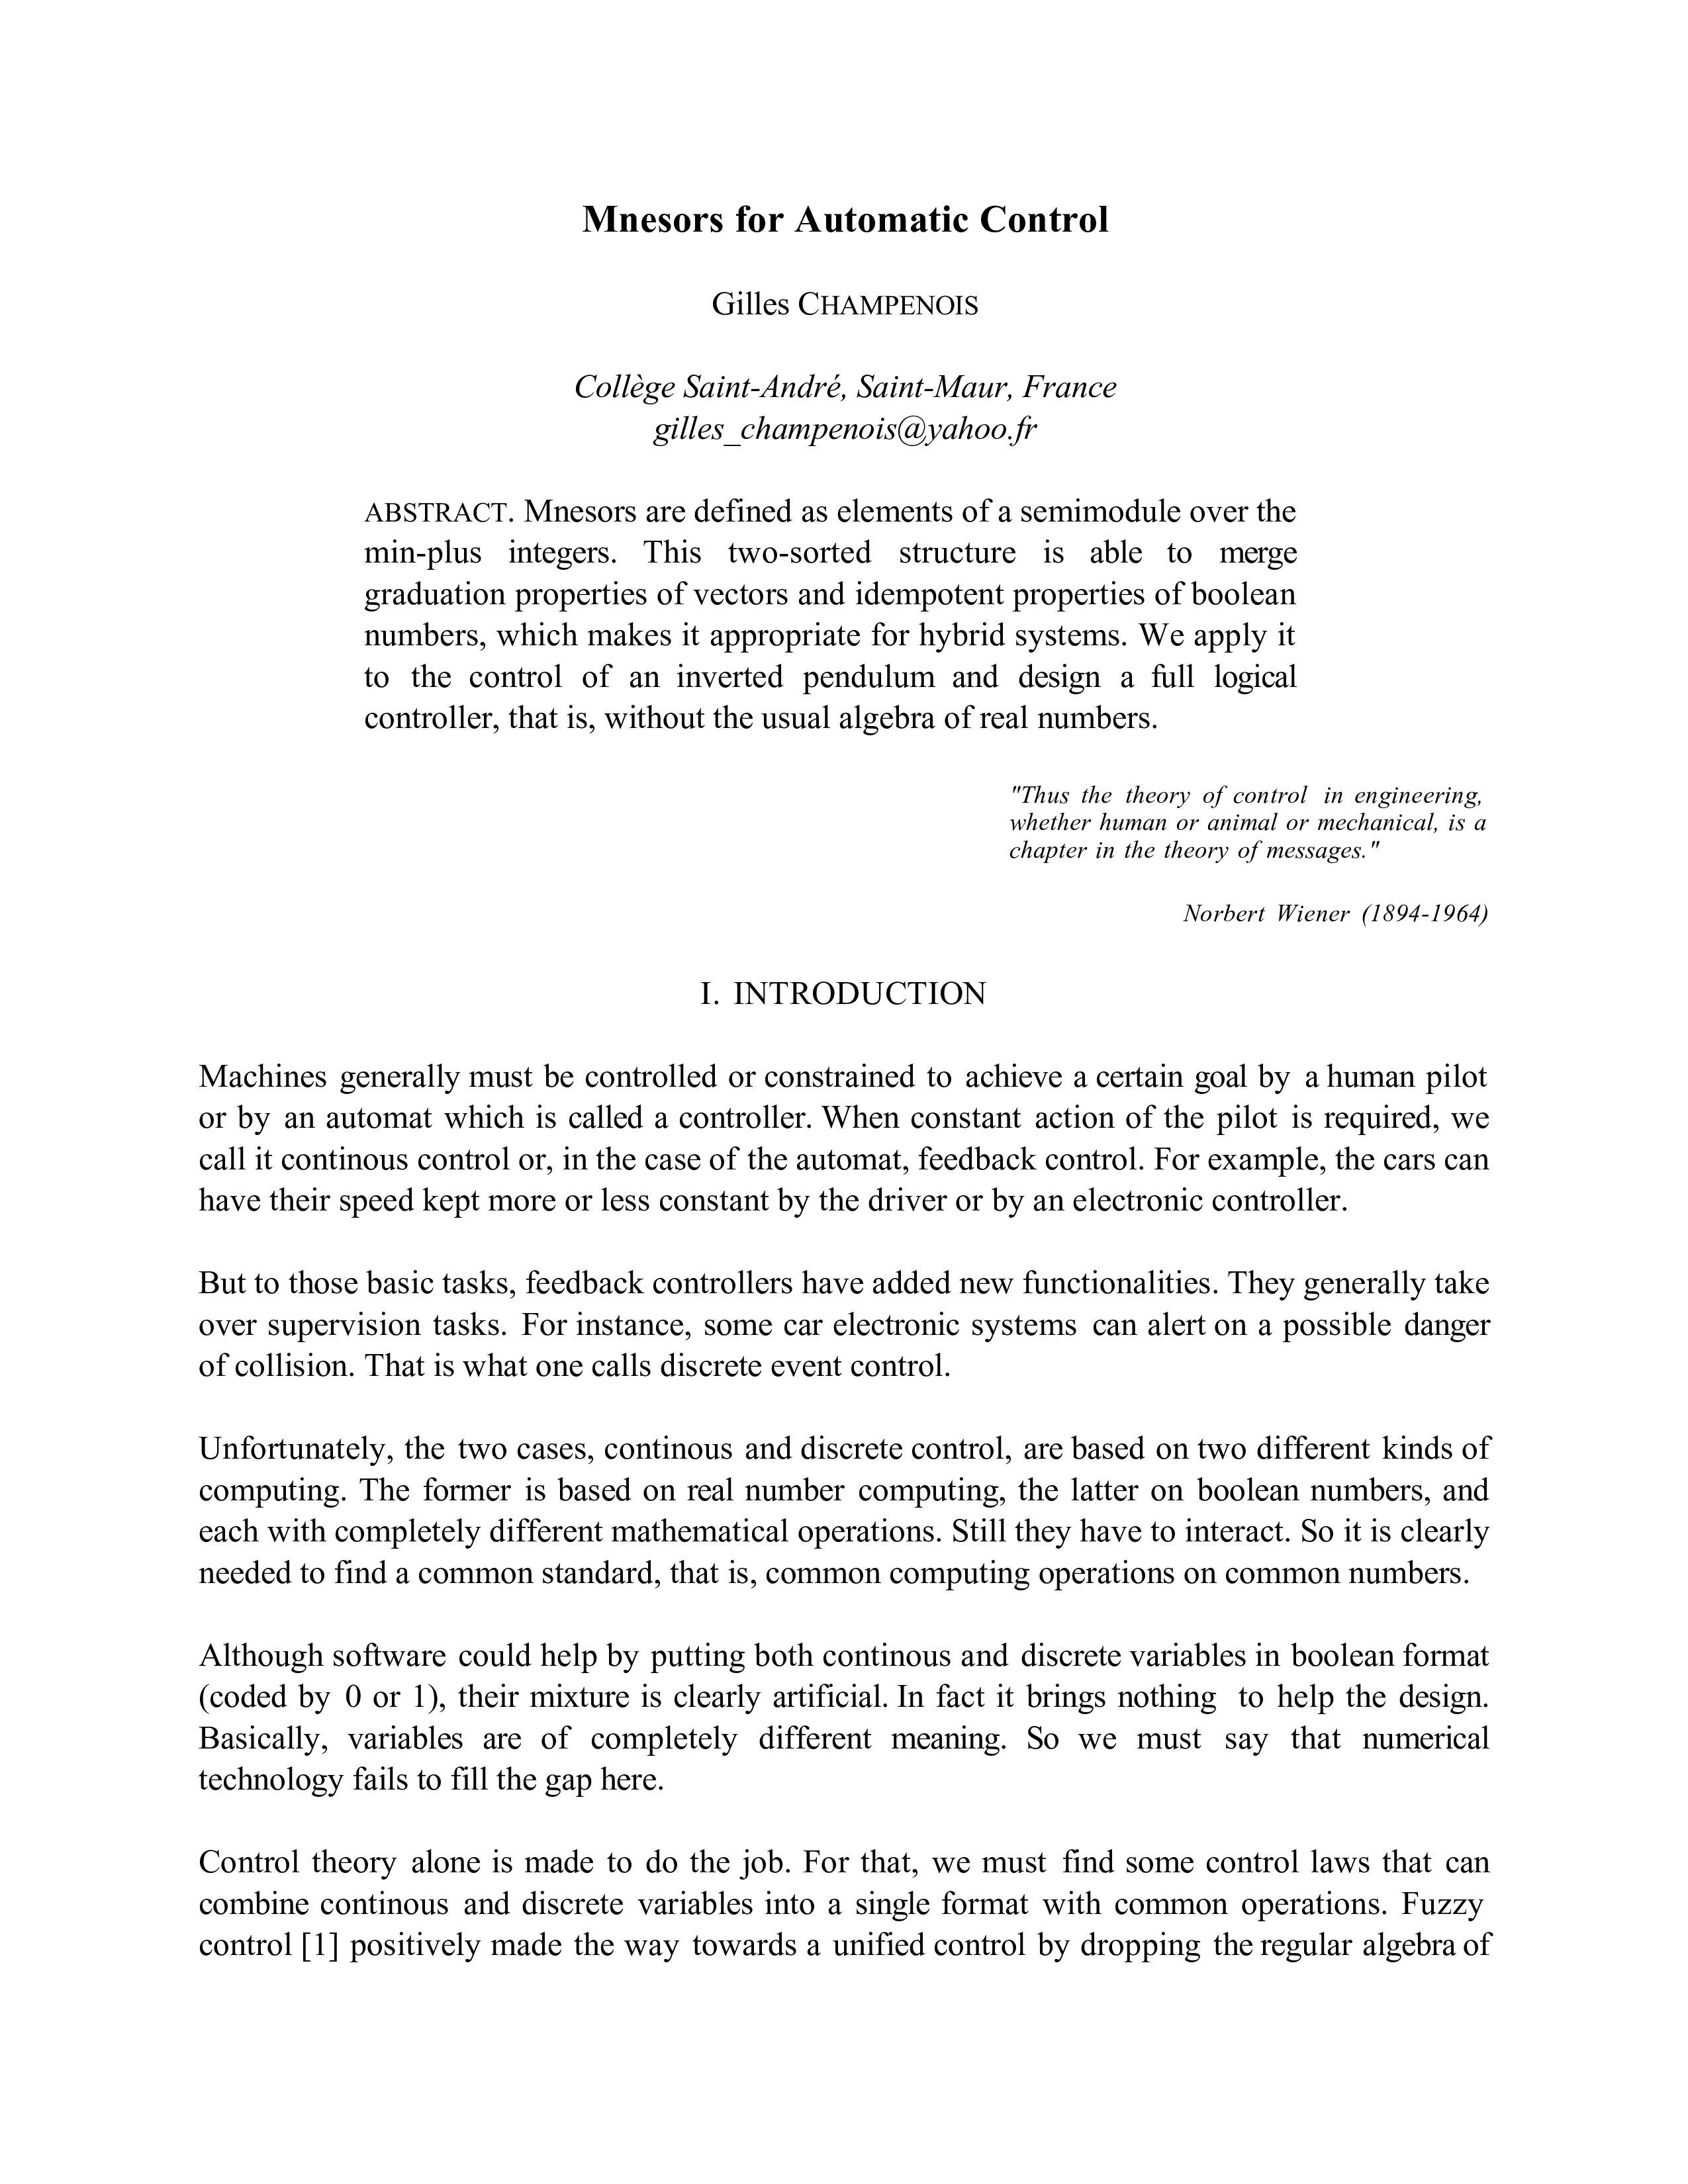 Mnesors for Automatic Control
Gilles CHAMPENOIS
Collège Saint-André, Saint-Maur, France
gilles_champenois@yahoo.fr
ABSTRACT. Mnesors are defined as elements of a semimodule over the
min-plus integers. This two-sorted structure is able to merge
graduation properties of vectors and idempotent properties of boolean
numbers, which makes it appropriate for hybrid systems. We apply it
to the control of an inverted pendulum and design a full logical
controller, that is, without the usual algebra of real numbers.
"Thus the theory of control in engineering,
whether human or animal or mechanical, is a
chapter in the theory of messages."
Norbert Wiener (1894-1964)
I. INTRODUCTION
Machines generally must be controlled or constrained to achieve a certain goal by a human pilot
or by an automat which is called a controller. When constant action of the pilot is required, we
call it continous control or, in the case of the automat, feedback control. For example, the cars can
have their speed kept more or less constant by the driver or by an electronic controller.
But to those basic tasks, feedback controllers have added new functionalities. They generally take
over supervision tasks. For instance, some car electronic systems can alert on a possible danger
of collision. That is what one calls discrete event control.
Unfortunately, the two cases, continous and discrete control, are based on two different kinds of
computing. The former is based on real number computing, the latter on boolean numbers, and
each with completely different mathematical operations. Still they have to interact. So it is clearly
needed to find a common standard, that is, common computing operations on common numbers.
Although software could help by putting both continous and discrete variables in boolean format
(coded by 0 or 1), their mixture is clearly artificial. In fact it brings nothing to help the design.
Basically, variables are of completely different meaning. So we must say that numerical
technology fails to fill the gap here.
Control theory alone is made to do the job. For that, we must find some control laws that can
combine continous and discrete variables into a single format with common operations. Fuzzy
control [1] positively made the way towards a unified control by dropping the regular algebra of